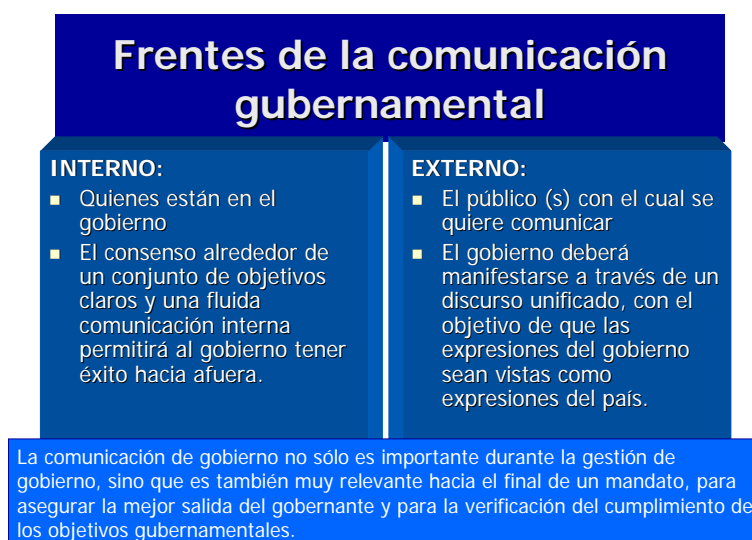 Frentes de la comunicación
gubernamental
INTERNO:
Quienes están en el
gobierno
El consenso alrededor de
un conjunto de objetivos
claros y una fluida
comunicación interna
permitirá al gobierno tener
éxito hacia afuera.
EXTERNO:
El público (s) con el cual se
quiere comunicar
El gobierno deberá
manifestarse a través de un
discurso unificado, con el
objetivo de que las
expresiones del gobierno
sean vistas como
expresiones del país.
La comunicación de gobierno no sólo es importante durante la gestión de
gobierno, sino que es también muy relevante hacia el final de un mandato, para
asegurar la mejor salida del gobernante y para la verificación del cumplimiento de
los objetivos gubernamentales.